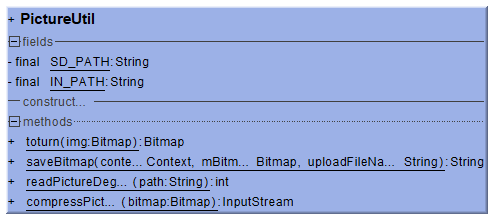 + PictureUtil
fields
- final SD_PATH:String
- final IN_PATH:String
construct...
methods
+ toturn(img:Bitmap):Bitmap
+ saveBitmap(conte... Context, mBitm... Bitmap, uploadFileNa... String):String
+ readPictureDeg... (path:String):int
+ compressPict... (bitmap:Bitmap):InputStream